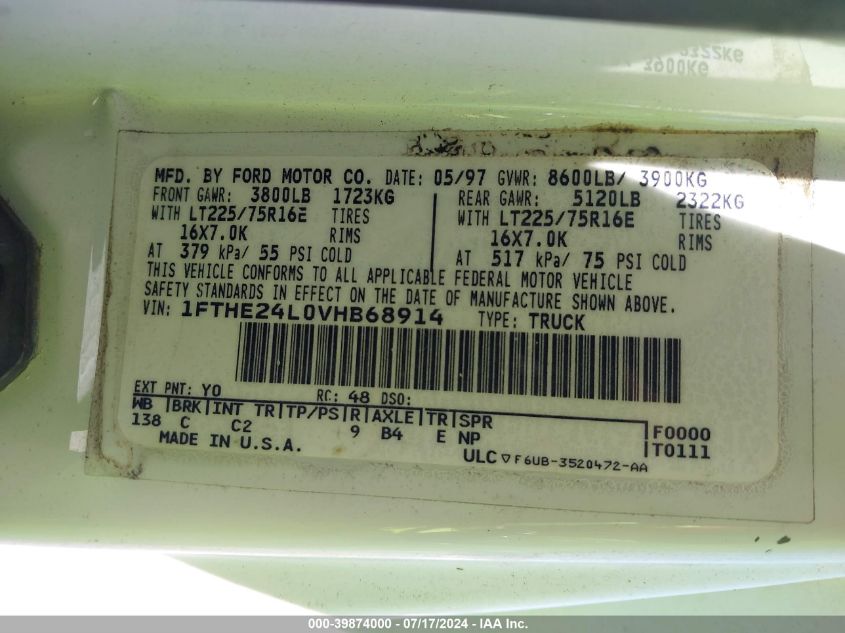 2322KG
3900KG
MFD. BY FORD MOTOR CO. DATE: 05/97 GVWR: 8600LB/ 3900KG
FRONT GAWR: 3800LB 1723KG REAR GAWR: 5120LB 2322KG
WITH LT225/75R16E TIRES WITH LT225/75R16E TIRES
16X7.0K RIMS 16X7.0K RIMS
AT 379 kPa/ 55 PSI COLD AT 517 kPa/ 75 PSI COLD
THIS VEHICLE CONFORMS TO ALL APPLICABLE FEDERAL MOTOR VEHICLE
SAFETY STANDARDS IN EFFECT ON THE DATE OF MANUFACTURE SHOWN ABOVE.
VIN: 1FTHE24L0VHB68914 TYPE: TRUCK
EXT PNT: YO RC: 48 DSO:
WB BRK INT TR TP/PS R AXLE TR SPR F0000
138 C C2 9 B4 E NP T0111
MADE IN U.S.A. ULC F6UB-3520472-AA
000-39874000 - 07/17/2024 - IAA Inc.